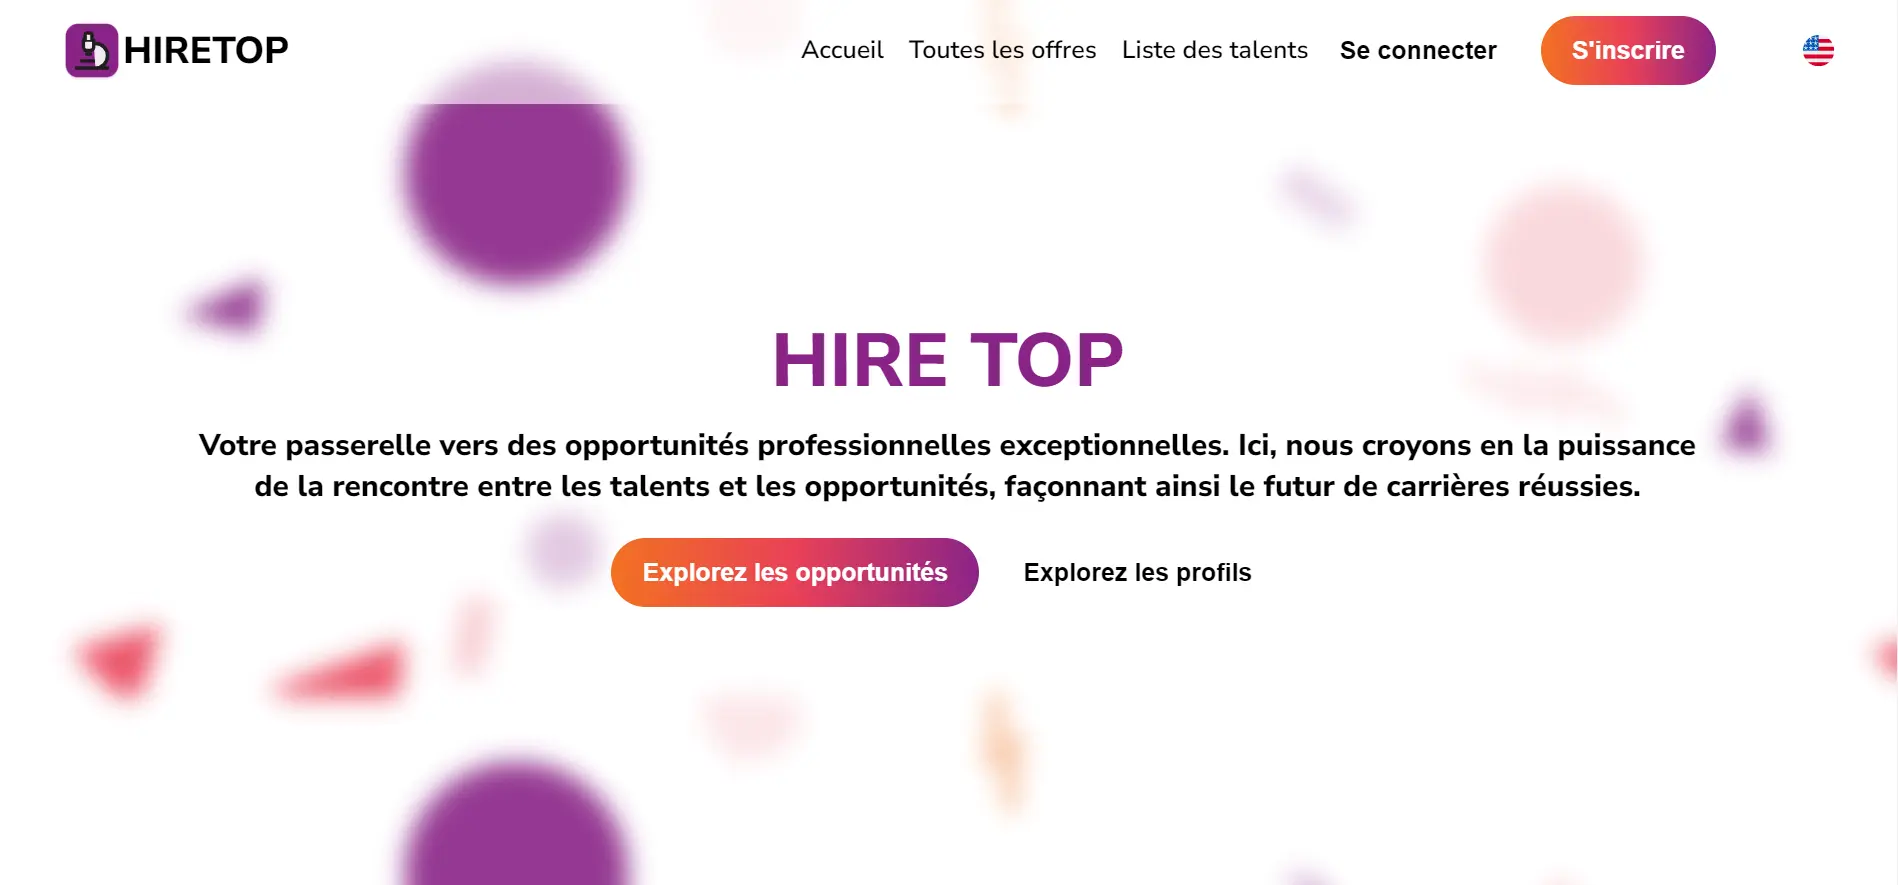 HIRETOP
Accueil Toutes les offres Liste des talents Se connecter S'inscrire
HIRE TOP
Votre passerelle vers des opportunités professionnelles exceptionnelles. Ici, nous croyons en la puissance
de la rencontre entre les talents et les opportunités, façonnant ainsi le futur de carrières réussies.
Explorez les opportunités Explorez les profils